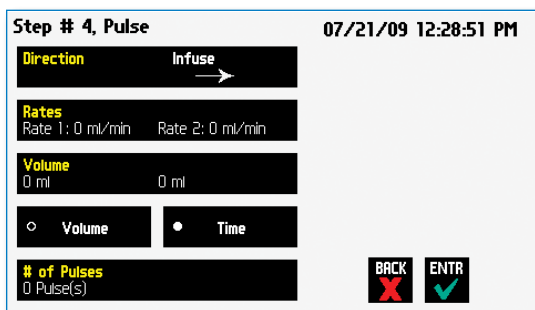 Step # 4, Pulse 07/21/09 12:28:51 PM
Direction Infuse
Rates
Rate 1: 0 ml/min Rate 2: 0 ml/min
Volume
0 ml 0 ml
Volume Time
# of Pulses
0 Pulse(s)
BACK ENTR